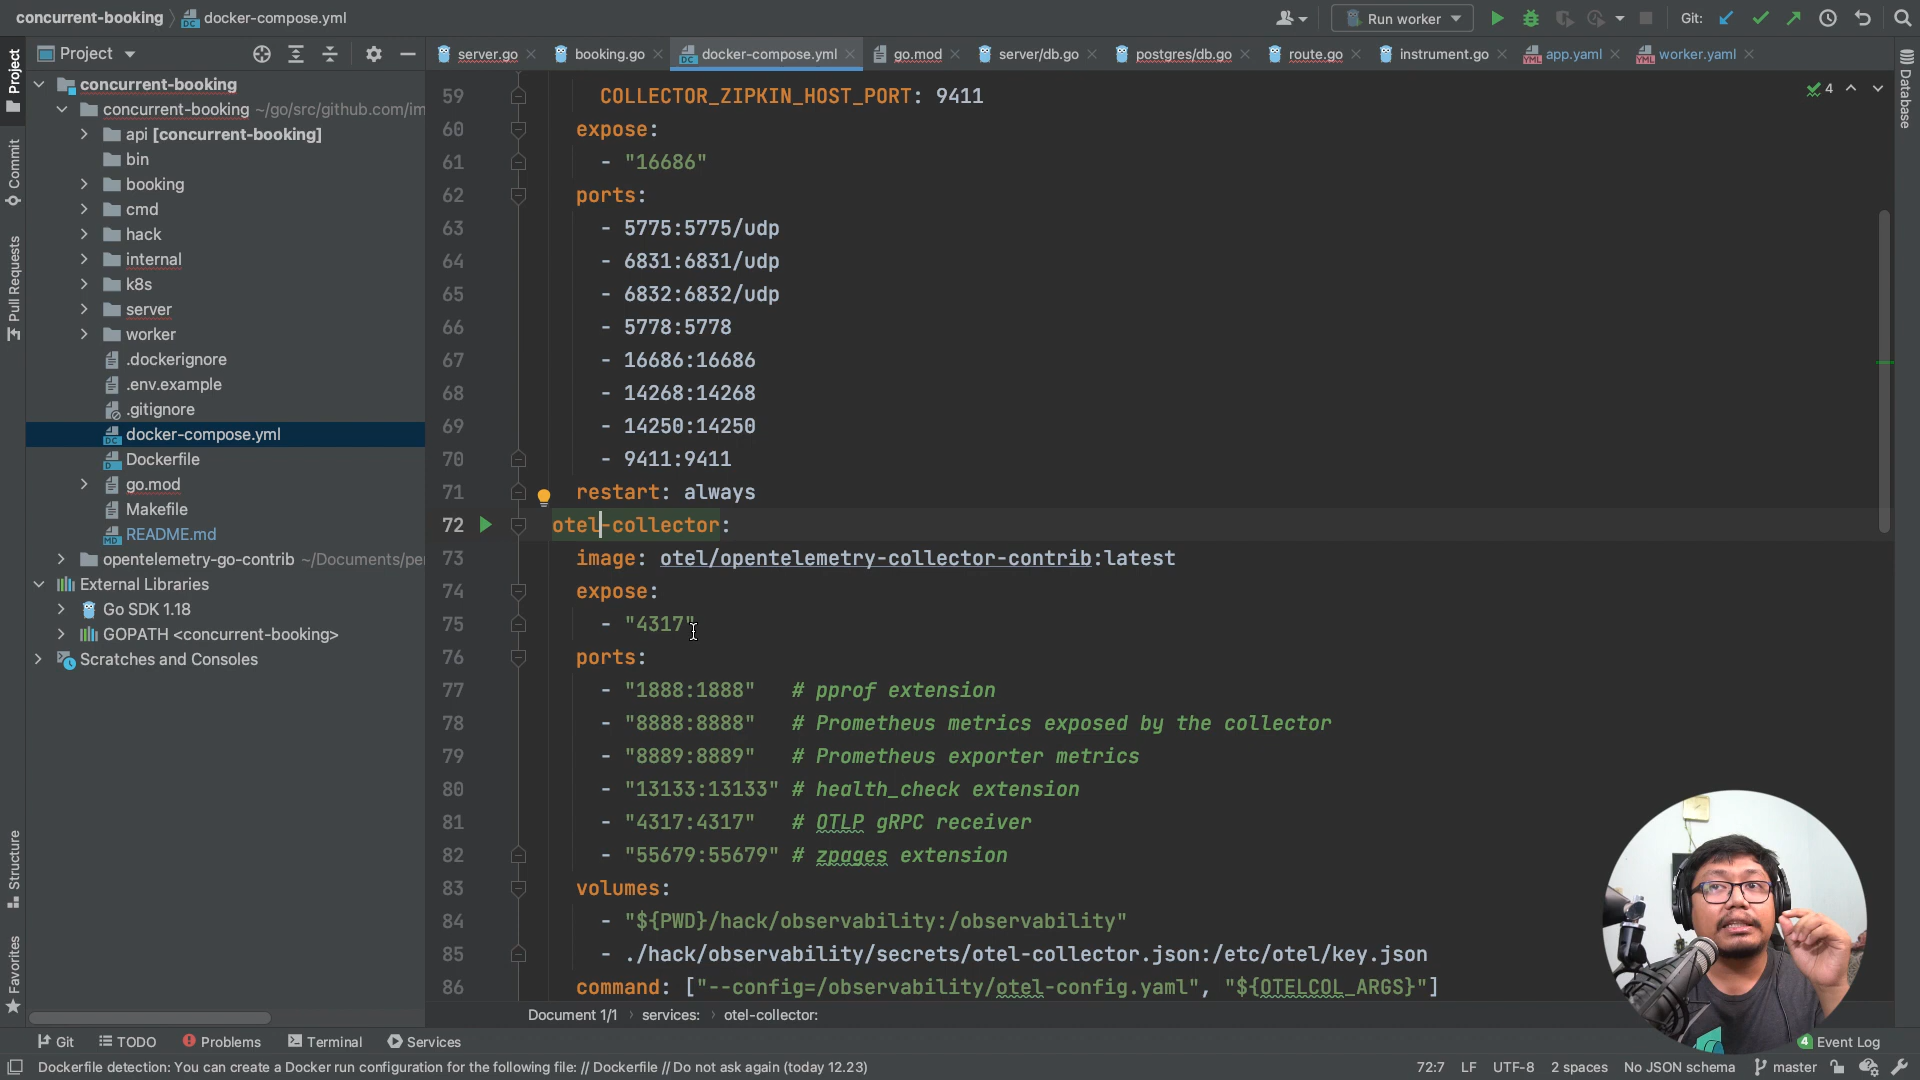 concurrent-booking
docker-compose.yml
Run worker
Git:
Project
server.go
booking.go
docker-compose.yml
go.mod
server/db.go
postgres/db.go
route.go
instrument.go
app.yaml
worker.yaml
Project
Commit
Pull Requests
Structure
Favorites
Database
concurrent-booking
concurrent-booking ~/go/src/github.com/im
api [concurrent-booking]
bin
booking
cmd
hack
internal
k8s
server
worker
.dockerignore
.env.example
.gitignore
docker-compose.yml
Dockerfile
go.mod
Makefile
README.md
opentelemetry-go-contrib ~/Documents/per
External Libraries
Go SDK 1.18
GOPATH <concurrent-booking>
Scratches and Consoles
4
59 COLLECTOR_ZIPKIN_HOST_PORT: 9411
60 expose:
61 - "16686"
62 ports:
63 - 5775:5775/udp
64 - 6831:6831/udp
65 - 6832:6832/udp
66 - 5778:5778
67 - 16686:16686
68 - 14268:14268
69 - 14250:14250
70 - 9411:9411
71 restart: always
72 otel-collector:
73 image: otel/opentelemetry-collector-contrib:latest
74 expose:
75 - "4317"
76 ports:
77 - "1888:1888" # pprof extension
78 - "8888:8888" # Prometheus metrics exposed by the collector
79 - "8889:8889" # Prometheus exporter metrics
80 - "13133:13133" # health_check extension
81 - "4317:4317" # OTLP gRPC receiver
82 - "55679:55679" # zpages extension
83 volumes:
84 - "${PWD}/hack/observability:/observability"
85 - ./hack/observability/secrets/otel-collector.json:/etc/otel/key.json
86 command: ["--config=/observability/otel-config.yaml", "${OTELCOL_ARGS}"]
Document 1/1 › services: › otel-collector:
Git
TODO
Problems
Terminal
Services
4 Event Log
Dockerfile detection: You can create a Docker run configuration for the following file: // Dockerfile // Do not ask again (today 12.23)
72:7 LF UTF-8 2 spaces No JSON schema master